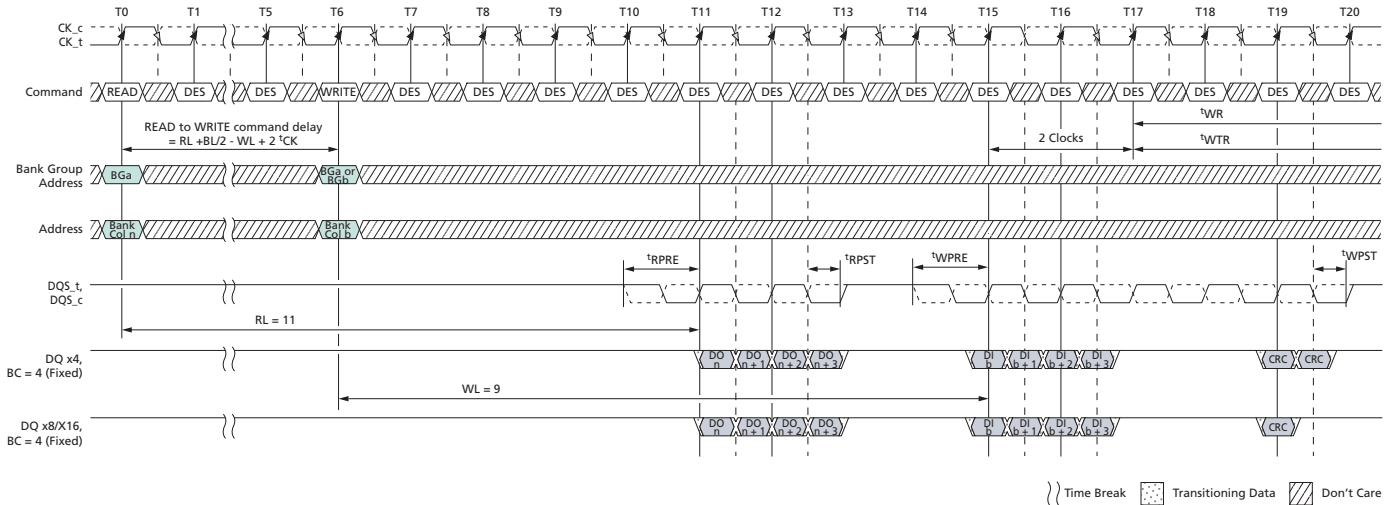 T0 T1 T5 T6 T7 T8 T9 T10 T11 T12 T13 T14 T15 T16 T17 T18 T19 T20
CK_c
CK_t
Command READ DES DES WRITE DES DES DES DES DES DES DES DES DES DES DES DES DES DES
READ to WRITE command delay
= RL +BL/2 - WL + 2 tCK
tWR
2 Clocks
tWTR
Bank Group
Address
BGa
BGa or
BGb
Address
Bank
Col n
Bank
Col b
tRPRE
tRPST
tWPRE
tWPST
DQS_t,
DQS_c
RL = 11
DQ x4,
BC = 4 (Fixed)
DO
n
DO
n + 1
DO
n + 2
DO
n + 3
DI
b
DI
b + 1
DI
b + 2
DI
b + 3
CRC
CRC
WL = 9
DQ x8/X16,
BC = 4 (Fixed)
DO
n
DO
n + 1
DO
n + 2
DO
n + 3
DI
b
DI
b + 1
DI
b + 2
DI
b + 3
CRC
Time Break Transitioning Data Don't Care